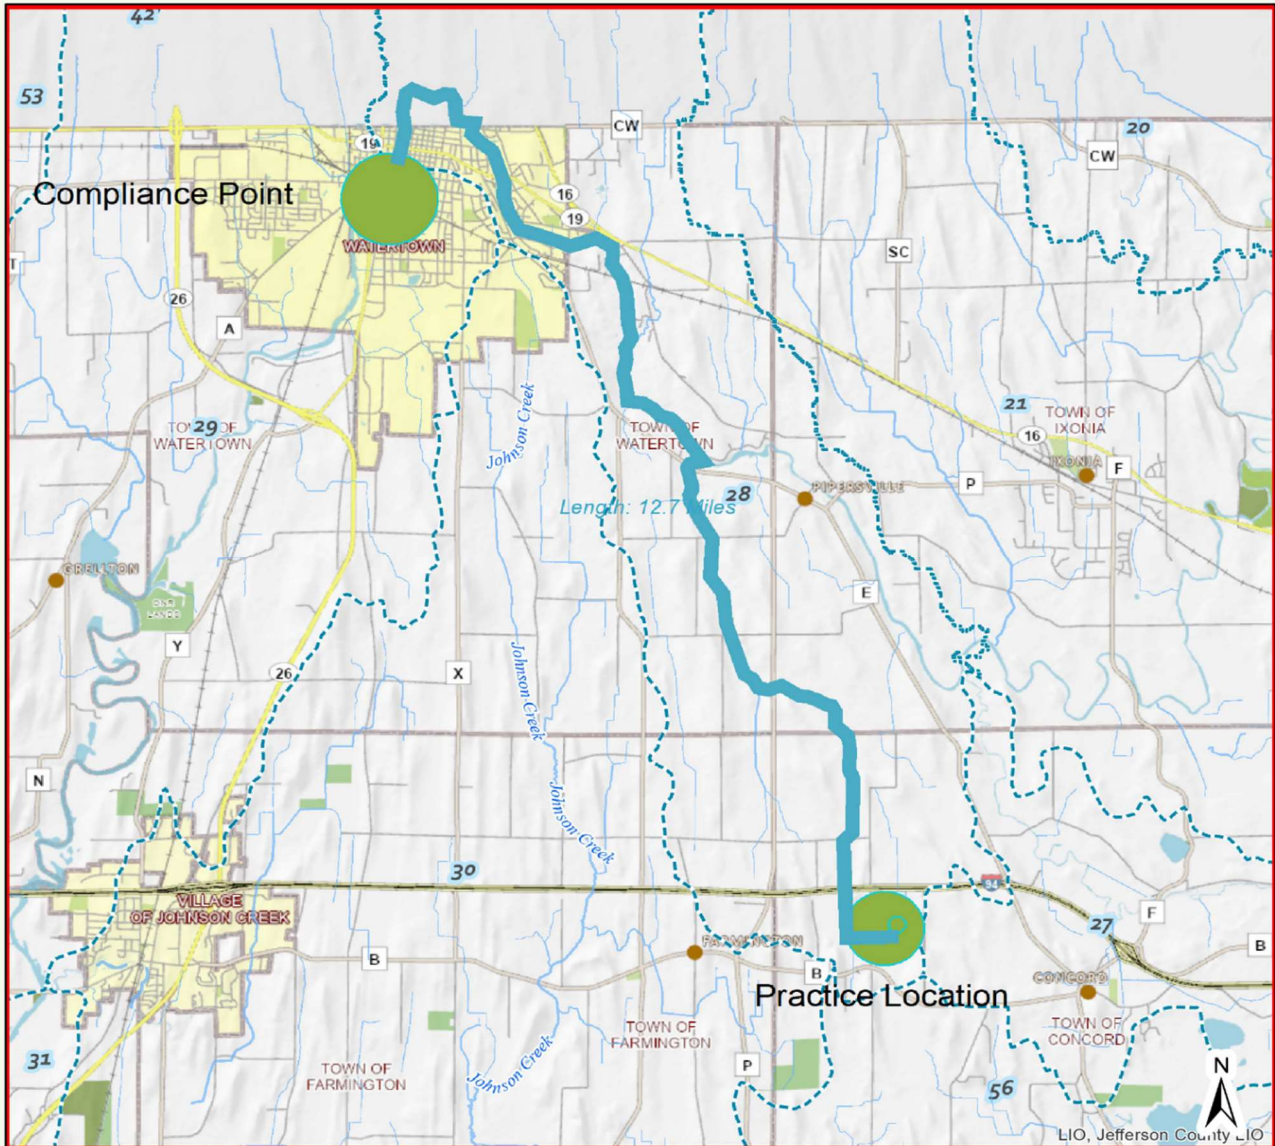 42
53
CW
20
19
CW
Compliance Point
16
19
WATERTOWN
SC
26
A
Johnson Creek
21
TOWN OF
IXONIA
29
TOWN OF
WATERTOWN
TOWN OF
WATERTOWN
16
IXONIA
F
28
PIPERSVILLE
P
Length: 12.7 Miles
GRELLTON
DNR
LANDS
E
Y
Johnson Creek
26
X
N
Johnson Creek
30
94
VILLAGE
OF JOHNSON CREEK
F
27
FARMINGTON
B
B
B
CONCORD
Practice Location
TOWN OF
FARMINGTON
TOWN OF
CONCORD
31
TOWN OF
FARMINGTON
Johnson Creek
P
56
N
LIO, Jefferson County LIO